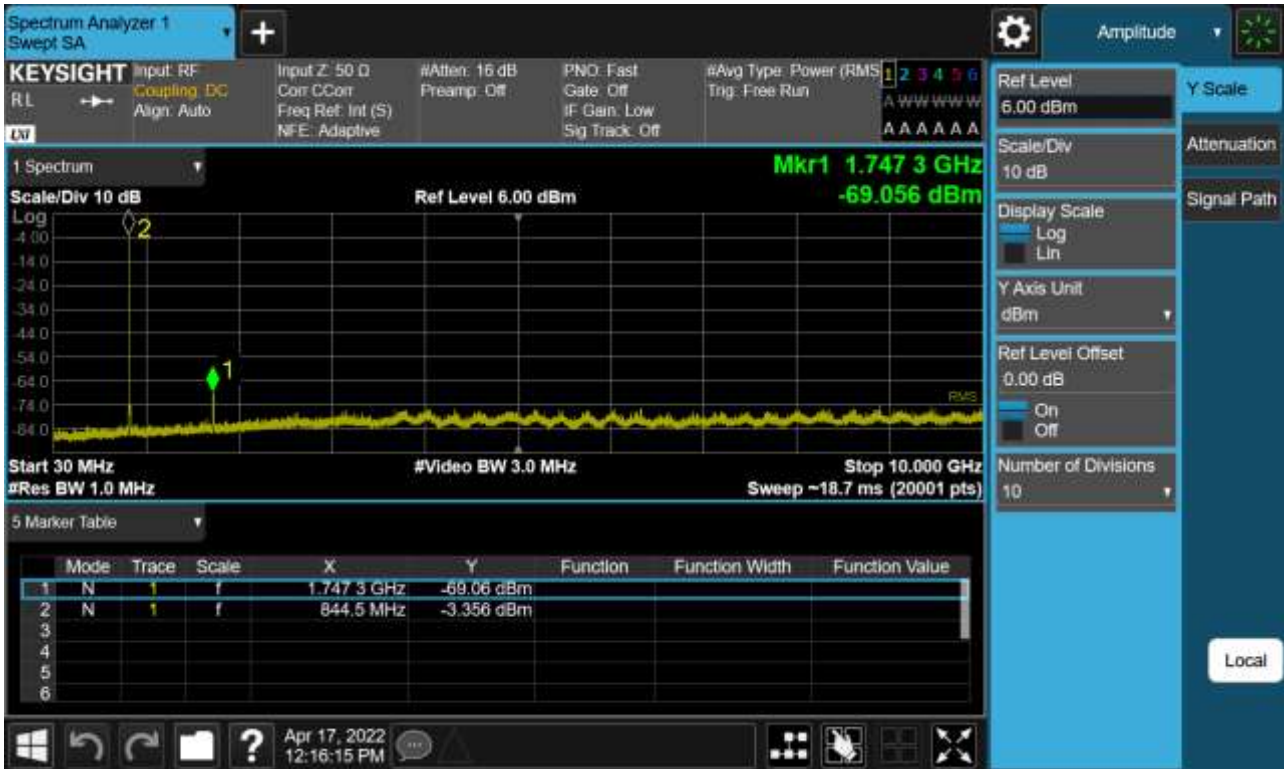 Spectrum Analyzer 1
Swept SA
+
Amplitude
KEYSIGHT
RL
LXI
Input: RF
Coupling: DC
Align: Auto
Input Z: 50 Ω
Corr CCorr
Freq Ref: Int (S)
NFE: Adaptive
#Atten: 16 dB
Preamp: Off
PNO: Fast
Gate: Off
IF Gain: Low
Sig Track: Off
#Avg Type: Power (RMS
Trig: Free Run
1 2 3 4 5 6
A W W W W W
A A A A A A
1 Spectrum
Scale/Div 10 dB
Ref Level 6.00 dBm
Mkr1 1.747 3 GHz
-69.056 dBm
Log
-4.00
-14.0
-24.0
-34.0
-44.0
-54.0
-64.0
-74.0
-84.0
2
1
RMS
Start 30 MHz
#Video BW 3.0 MHz
Stop 10.000 GHz
#Res BW 1.0 MHz
Sweep ~18.7 ms (20001 pts)
5 Marker Table
Mode Trace Scale X Y Function Function Width Function Value
1 N 1 f 1.747 3 GHz -69.06 dBm
2 N 1 f 844.5 MHz -3.356 dBm
3
4
5
6
Ref Level
6.00 dBm
Scale/Div
10 dB
Display Scale
Log
Lin
Y Axis Unit
dBm
Ref Level Offset
0.00 dB
On
Off
Number of Divisions
10
Y Scale
Attenuation
Signal Path
Local
?
Apr 17, 2022
12:16:15 PM